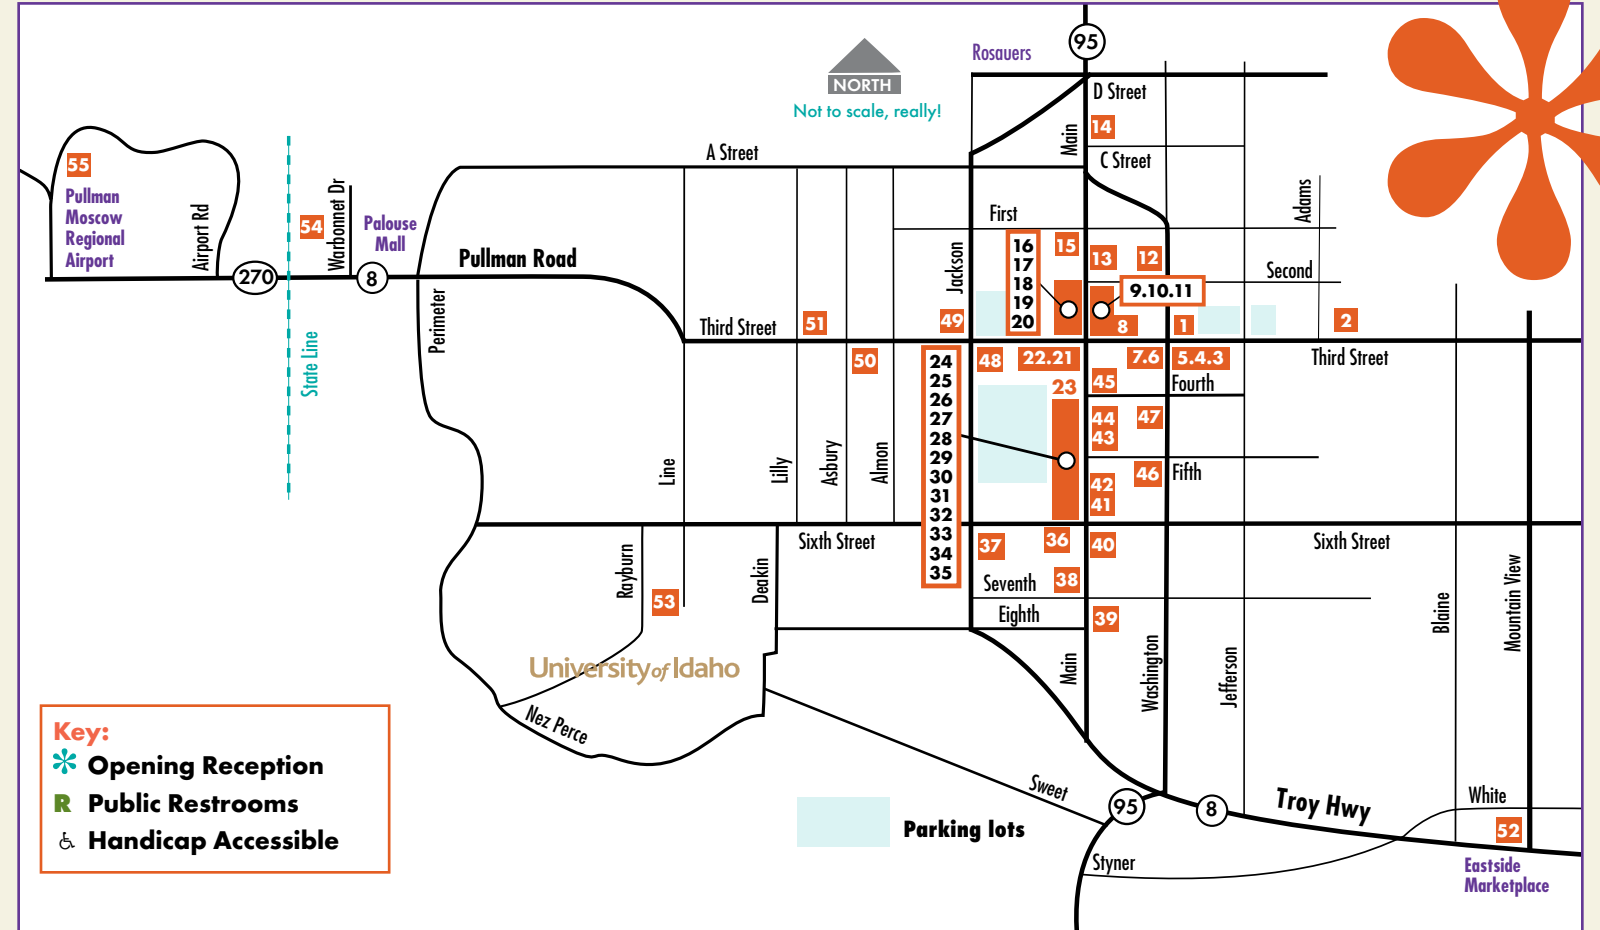 95
Rosauers
NORTH
Not to scale, really!
D Street
Main
14
C Street
A Street
55
Pullman
Moscow
Regional
Airport
Airport Rd
54
Warbonnet Dr
Palouse
Mall
Adams
First
Jackson
16
17
18
19
20
15
13
12
Second
9.10.11
270
8
Pullman Road
Perimeter
State Line
Third Street
51
49
8
1
2
50
24
25
26
27
28
29
30
31
32
33
34
35
48
22.21
7.6
5.4.3
Third Street
23
45
Fourth
44
43
47
Line
Lilly
Asbury
Almon
46
Fifth
42
41
Sixth Street
37
36
40
Sixth Street
Rayburn
53
Deakin
Seventh
38
Eighth
39
Blaine
Mountain View
University of Idaho
Main
Washington
Jefferson
Nez Perce
Key:
Opening Reception
R Public Restrooms
Handicap Accessible
Sweet
95
8
Troy Hwy
White
52
Parking lots
Styner
Eastside
Marketplace